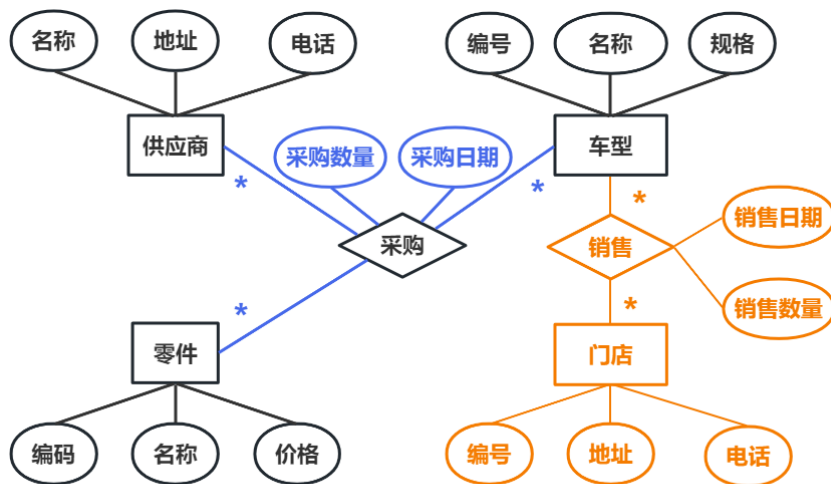 名称
地址
电话
编号
名称
规格
供应商
采购数量
采购日期
车型
*
*
*
采购
销售
销售日期
*
*
销售数量
零件
门店
编码
名称
价格
编号
地址
电话